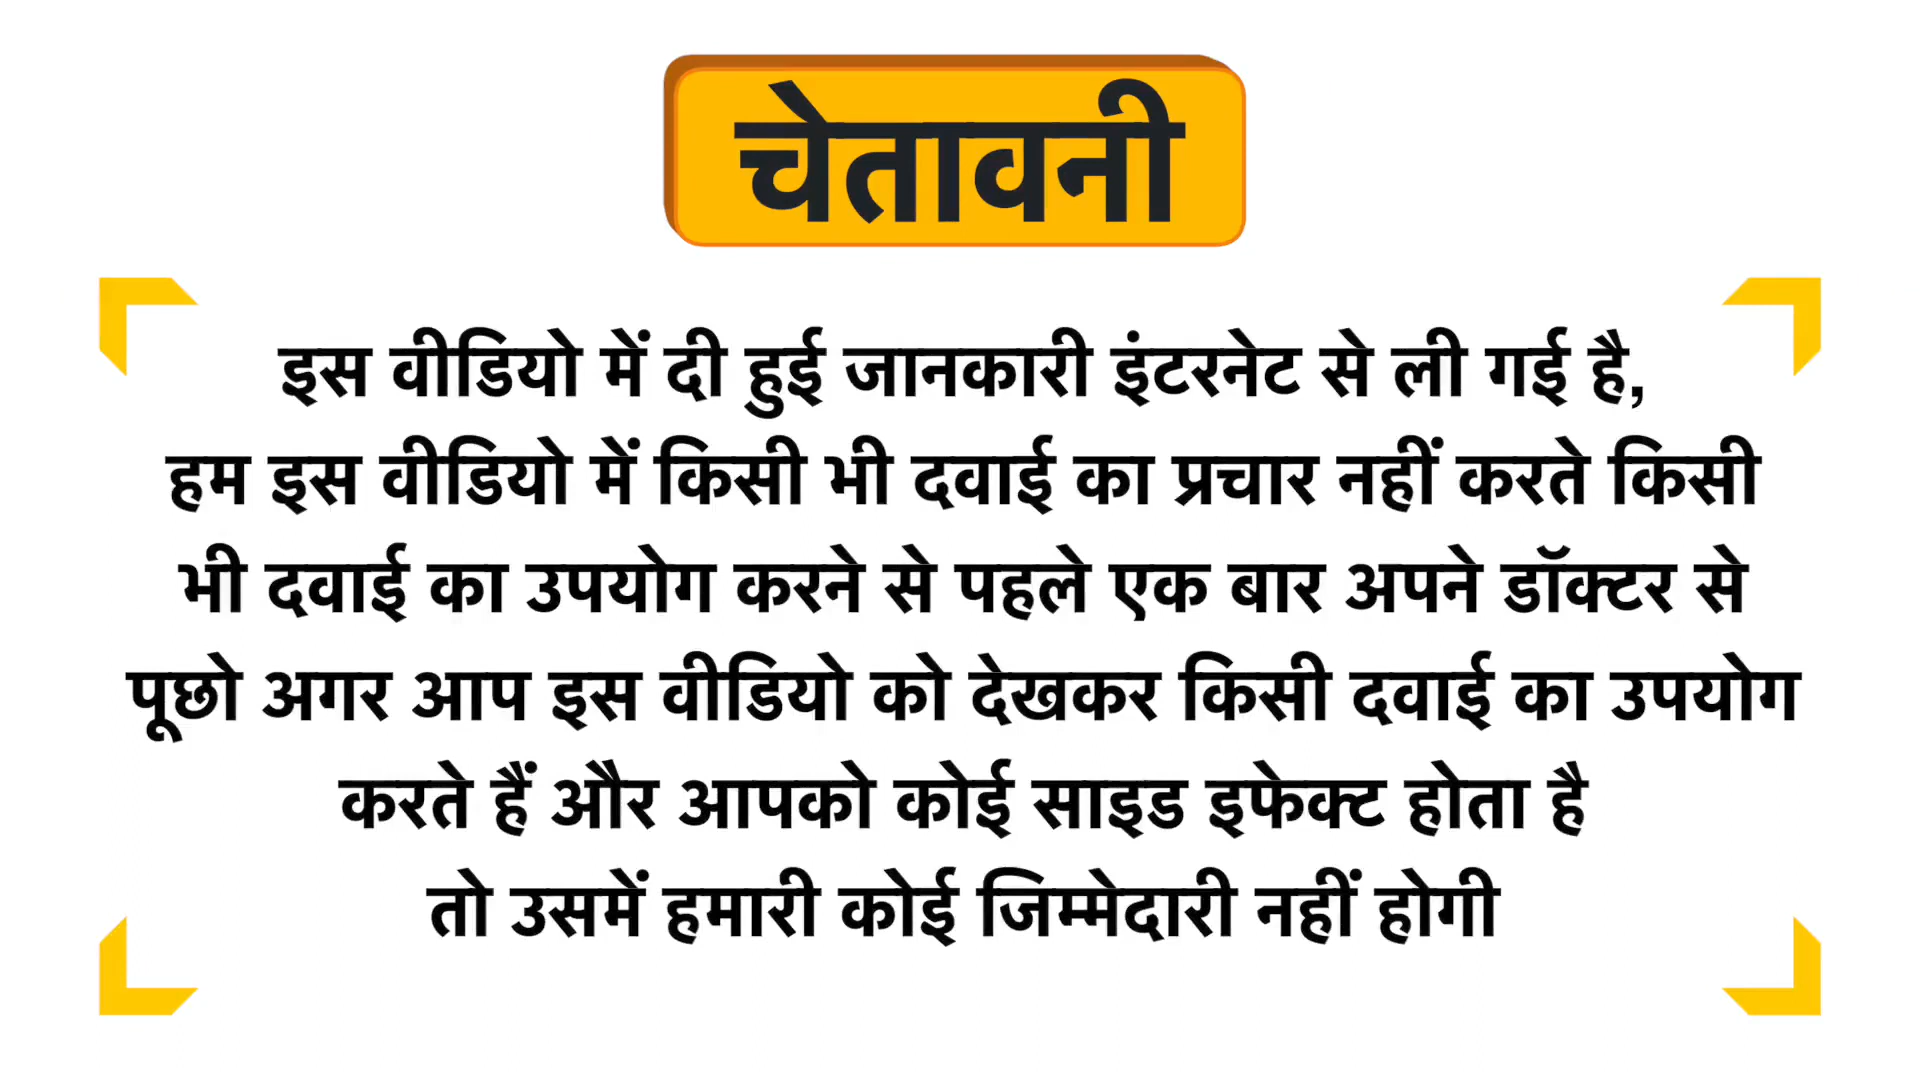 चेतावनी
इस वीडियो में दी हुई जानकारी इंटरनेट से ली गई है,
हम इस वीडियो में किसी भी दवाई का प्रचार नहीं करते किसी
भी दवाई का उपयोग करने से पहले एक बार अपने डॉक्टर से
पूछो अगर आप इस वीडियो को देखकर किसी दवाई का उपयोग
करते हैं और आपको कोई साइड इफेक्ट होता है
तो उसमें हमारी कोई जिम्मेदारी नहीं होगी